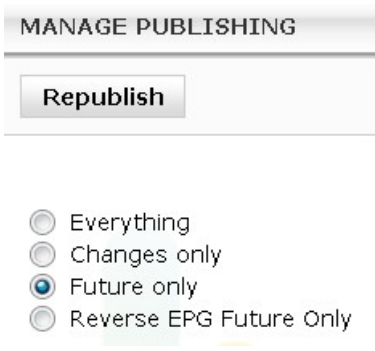 MANAGE PUBLISHING
Republish
Everything
Changes only
Future only
Reverse EPG Future Only